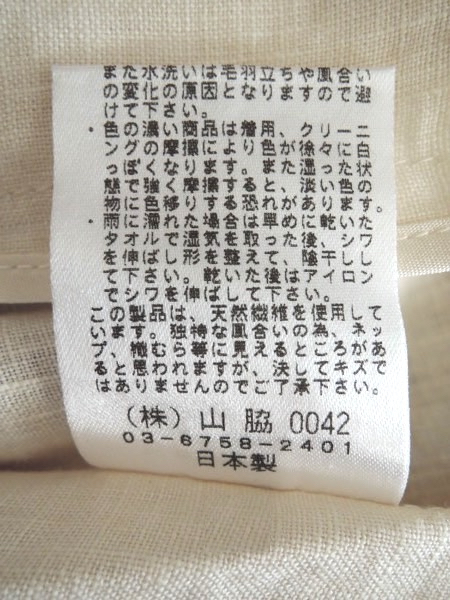 また水洗いは毛羽立ちや風合い
の変化の原因となりますので避
けて下さい。
・色の濃い商品は着用、クリーニ
ングの摩擦により色が徐々に白
っぽくなります。また湿った状
態で強く摩擦すると、淡い色の
物に色移りする恐れがあります。
・雨に濡れた場合は早めに乾いた
タオルで湿気を取った後、シワ
を伸ばし形を整えて、陰干しし
て下さい。乾いた後はアイロン
でシワを伸ばして下さい。
この製品は、天然繊維を使用して
います。独特な風合いの為、ネッ
プ、横むら等に見えるところがあ
ると思われますが、決してキズで
はありませんのでご了承下さい。
(株) 山 脇 0042
03-6758-2401
日本製